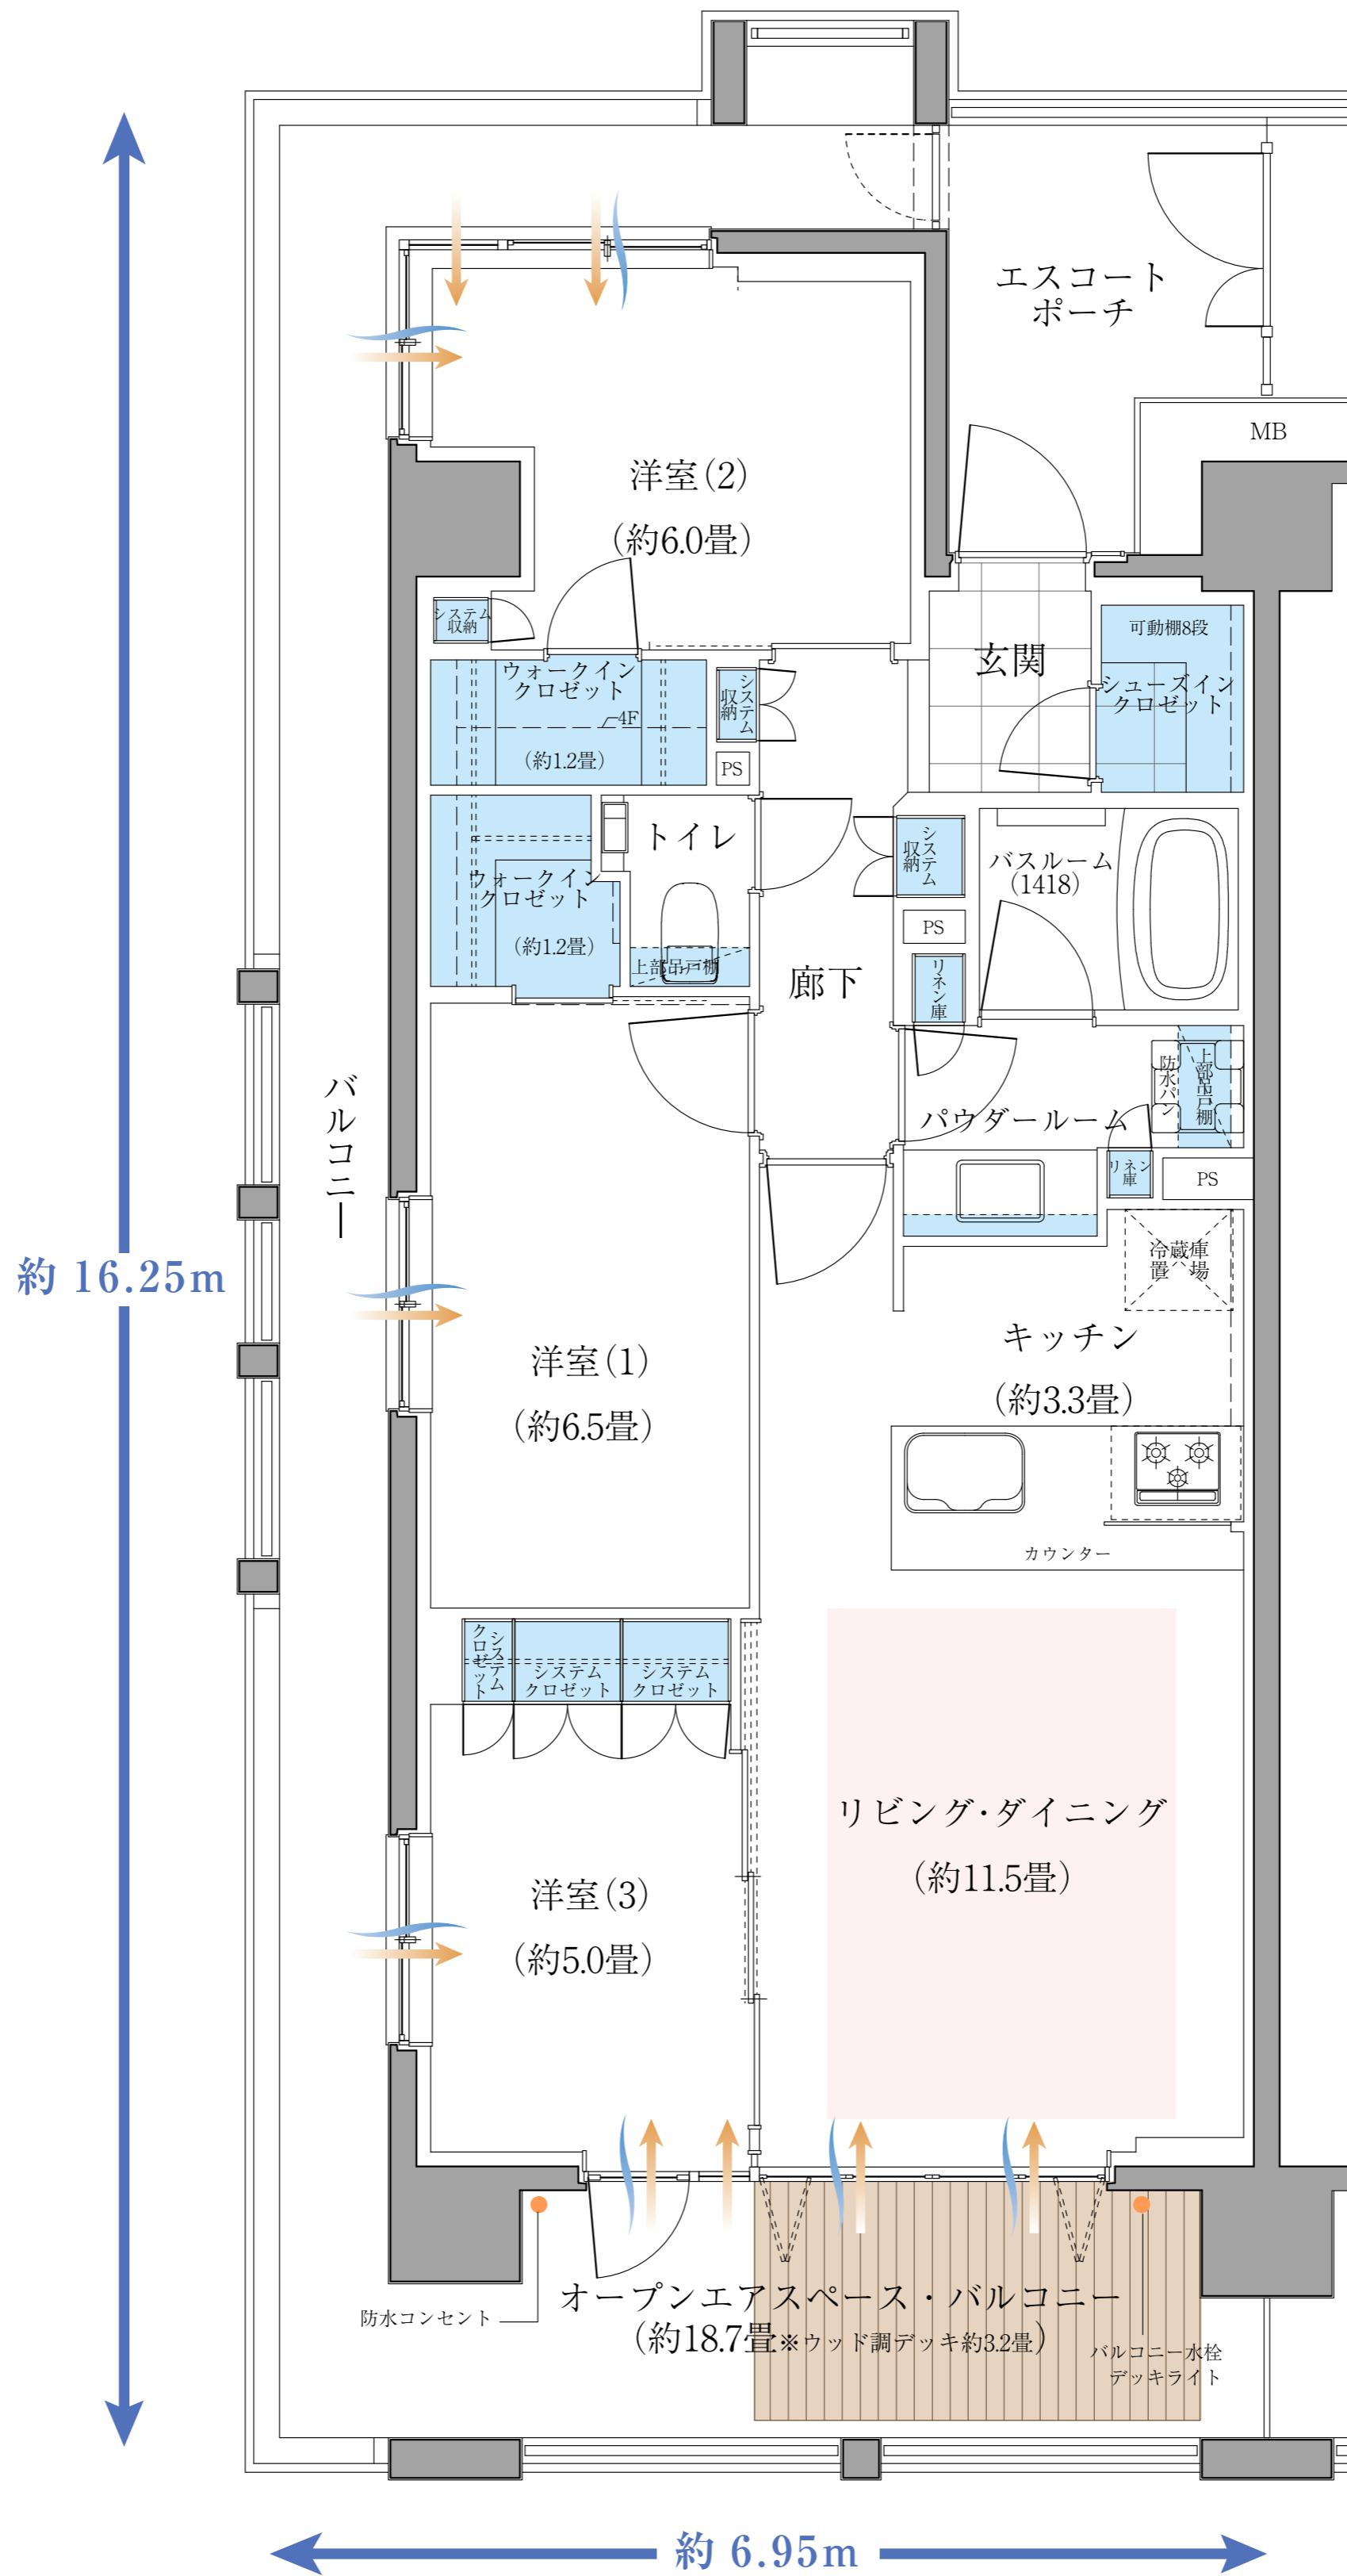 エスコート
ポーチ
MB
洋室(2)
(約6.0畳)
システム
収納
ウォークイン
クロゼット
4F
(約1.2畳)
システム
収納
PS
玄関
可動棚8段
シューズイン
クロゼット
ウォークイン
クロゼット
(約1.2畳)
トイレ
上部吊戸棚
システム
収納
バスルーム
(1418)
PS
リネン庫
廊下
パウダールーム
防水パン
上部吊戸棚
リネン
庫
PS
バルコニー
約 16.25m
冷蔵庫
置場
キッチン
(約3.3畳)
洋室(1)
(約6.5畳)
カウンター
システム
クロゼット
システム
クロゼット
システム
クロゼット
リビング・ダイニング
(約11.5畳)
洋室(3)
(約5.0畳)
オープンエアスペース・バルコニー
(約18.7畳※ウッド調デッキ約3.2畳)
防水コンセント
バルコニー水栓
デッキライト
約 6.95m